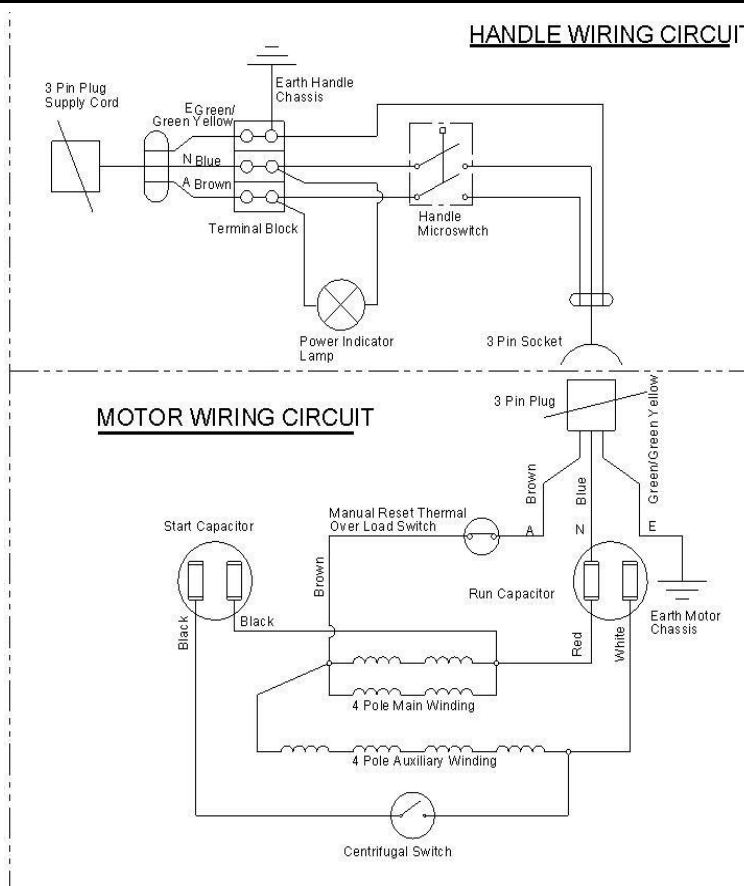 HANDLE WIRING CIRCUIT
3 Pin Plug
Supply Cord
Earth Handle
Chassis
E Green/
Green Yellow
N Blue
A Brown
Terminal Block
Handle
Microswitch
Power Indicator
Lamp
3 Pin Socket
MOTOR WIRING CIRCUIT
3 Pin Plug
Brown
Blue
Green/Green Yellow
Manual Reset Thermal
Over Load Switch
A
N
E
Start Capacitor
Brown
Run Capacitor
Earth Motor
Chassis
Black
Black
Red
White
4 Pole Main Winding
4 Pole Auxiliary Winding
Centrifugal Switch